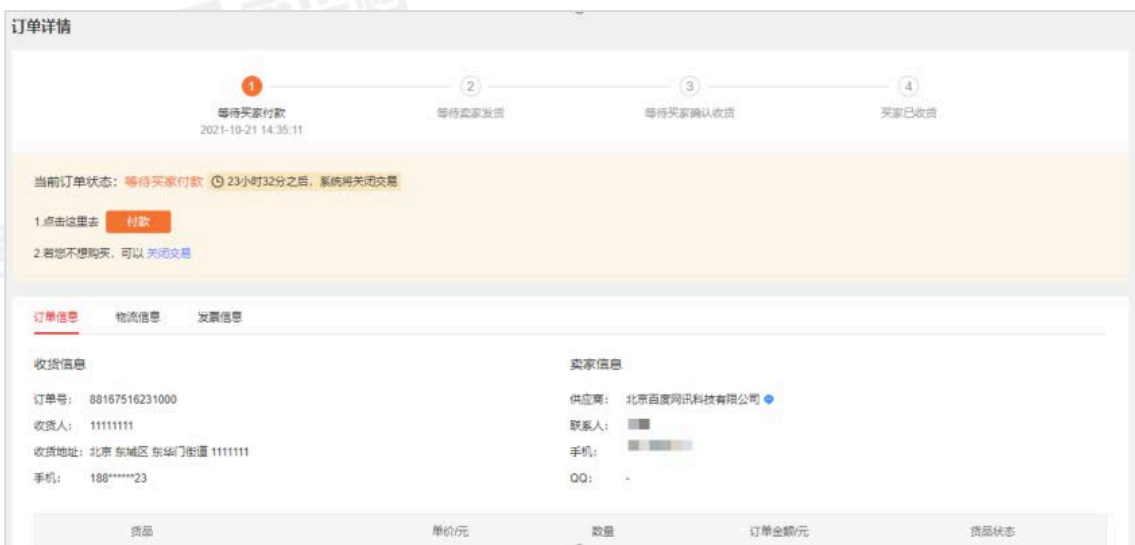 订单详情
1 2 3 4
等待买家付款 等待卖家发货 等待买家确认收货 买家已收货
2021-10-21 14:35:11
当前订单状态：等待买家付款 23小时32分之后，系统将关闭交易
1.点击这里去 付款
2.若您不想购买，可以 关闭交易
订单信息 物流信息 发票信息
收货信息 卖家信息
订单号： 88167516231000 供应商： 北京百度网讯科技有限公司
收货人： 11111111 联系人：
收货地址： 北京 东城区 东华门街道 1111111 手机：
手机： 188******23 QQ： -
货品 单价/元 数量 订单金额/元 货品状态